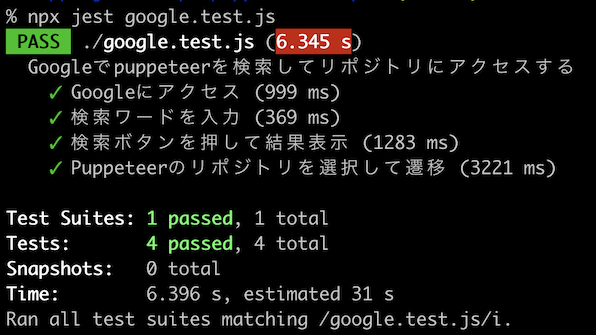 % npx jest google.test.js
PASS ./google.test.js (6.345 s)
Googleでpuppeteerを検索してリポジトリにアクセスする
✓ Googleにアクセス (999 ms)
✓ 検索ワードを入力 (369 ms)
✓ 検索ボタンを押して結果表示 (1283 ms)
✓ Puppeteerのリポジトリを選択して遷移 (3221 ms)
Test Suites: 1 passed, 1 total
Tests: 4 passed, 4 total
Snapshots: 0 total
Time: 6.396 s, estimated 31 s
Ran all test suites matching /google.test.js/i.